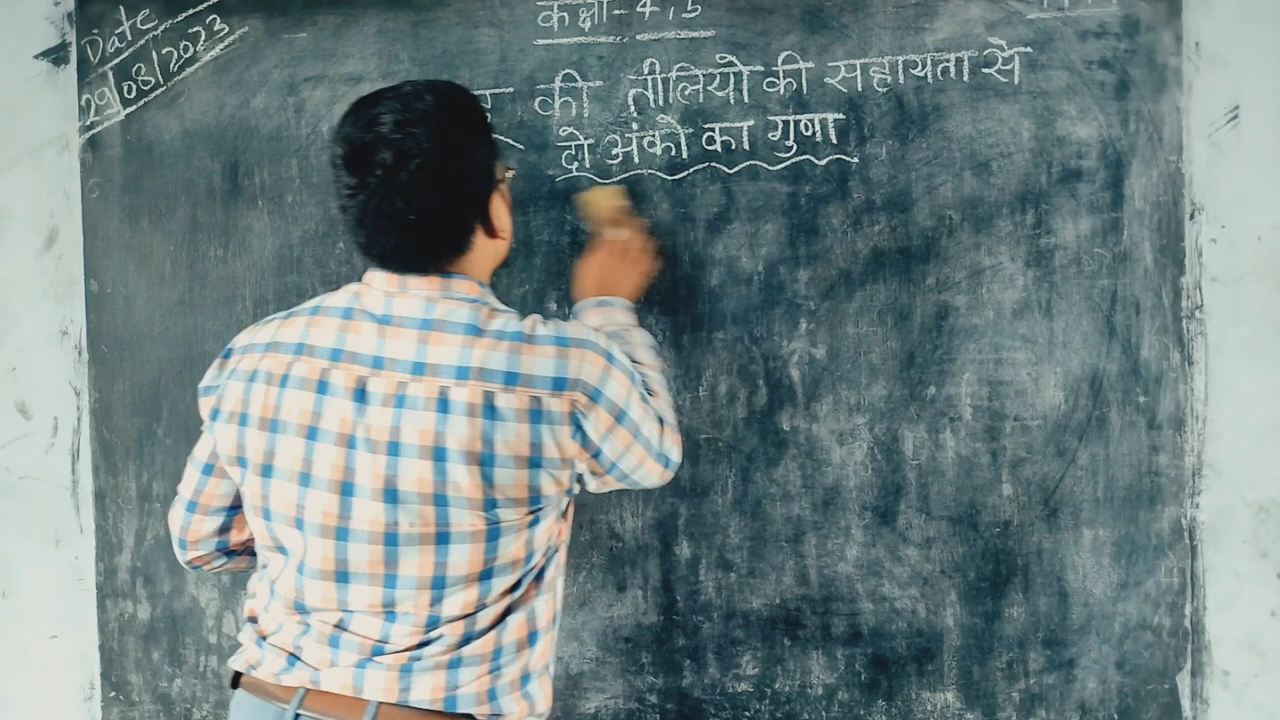 Date
29/08/2023
कक्षा- 4,5
की तीलियो की सहायता से
दो अंको का गुणा